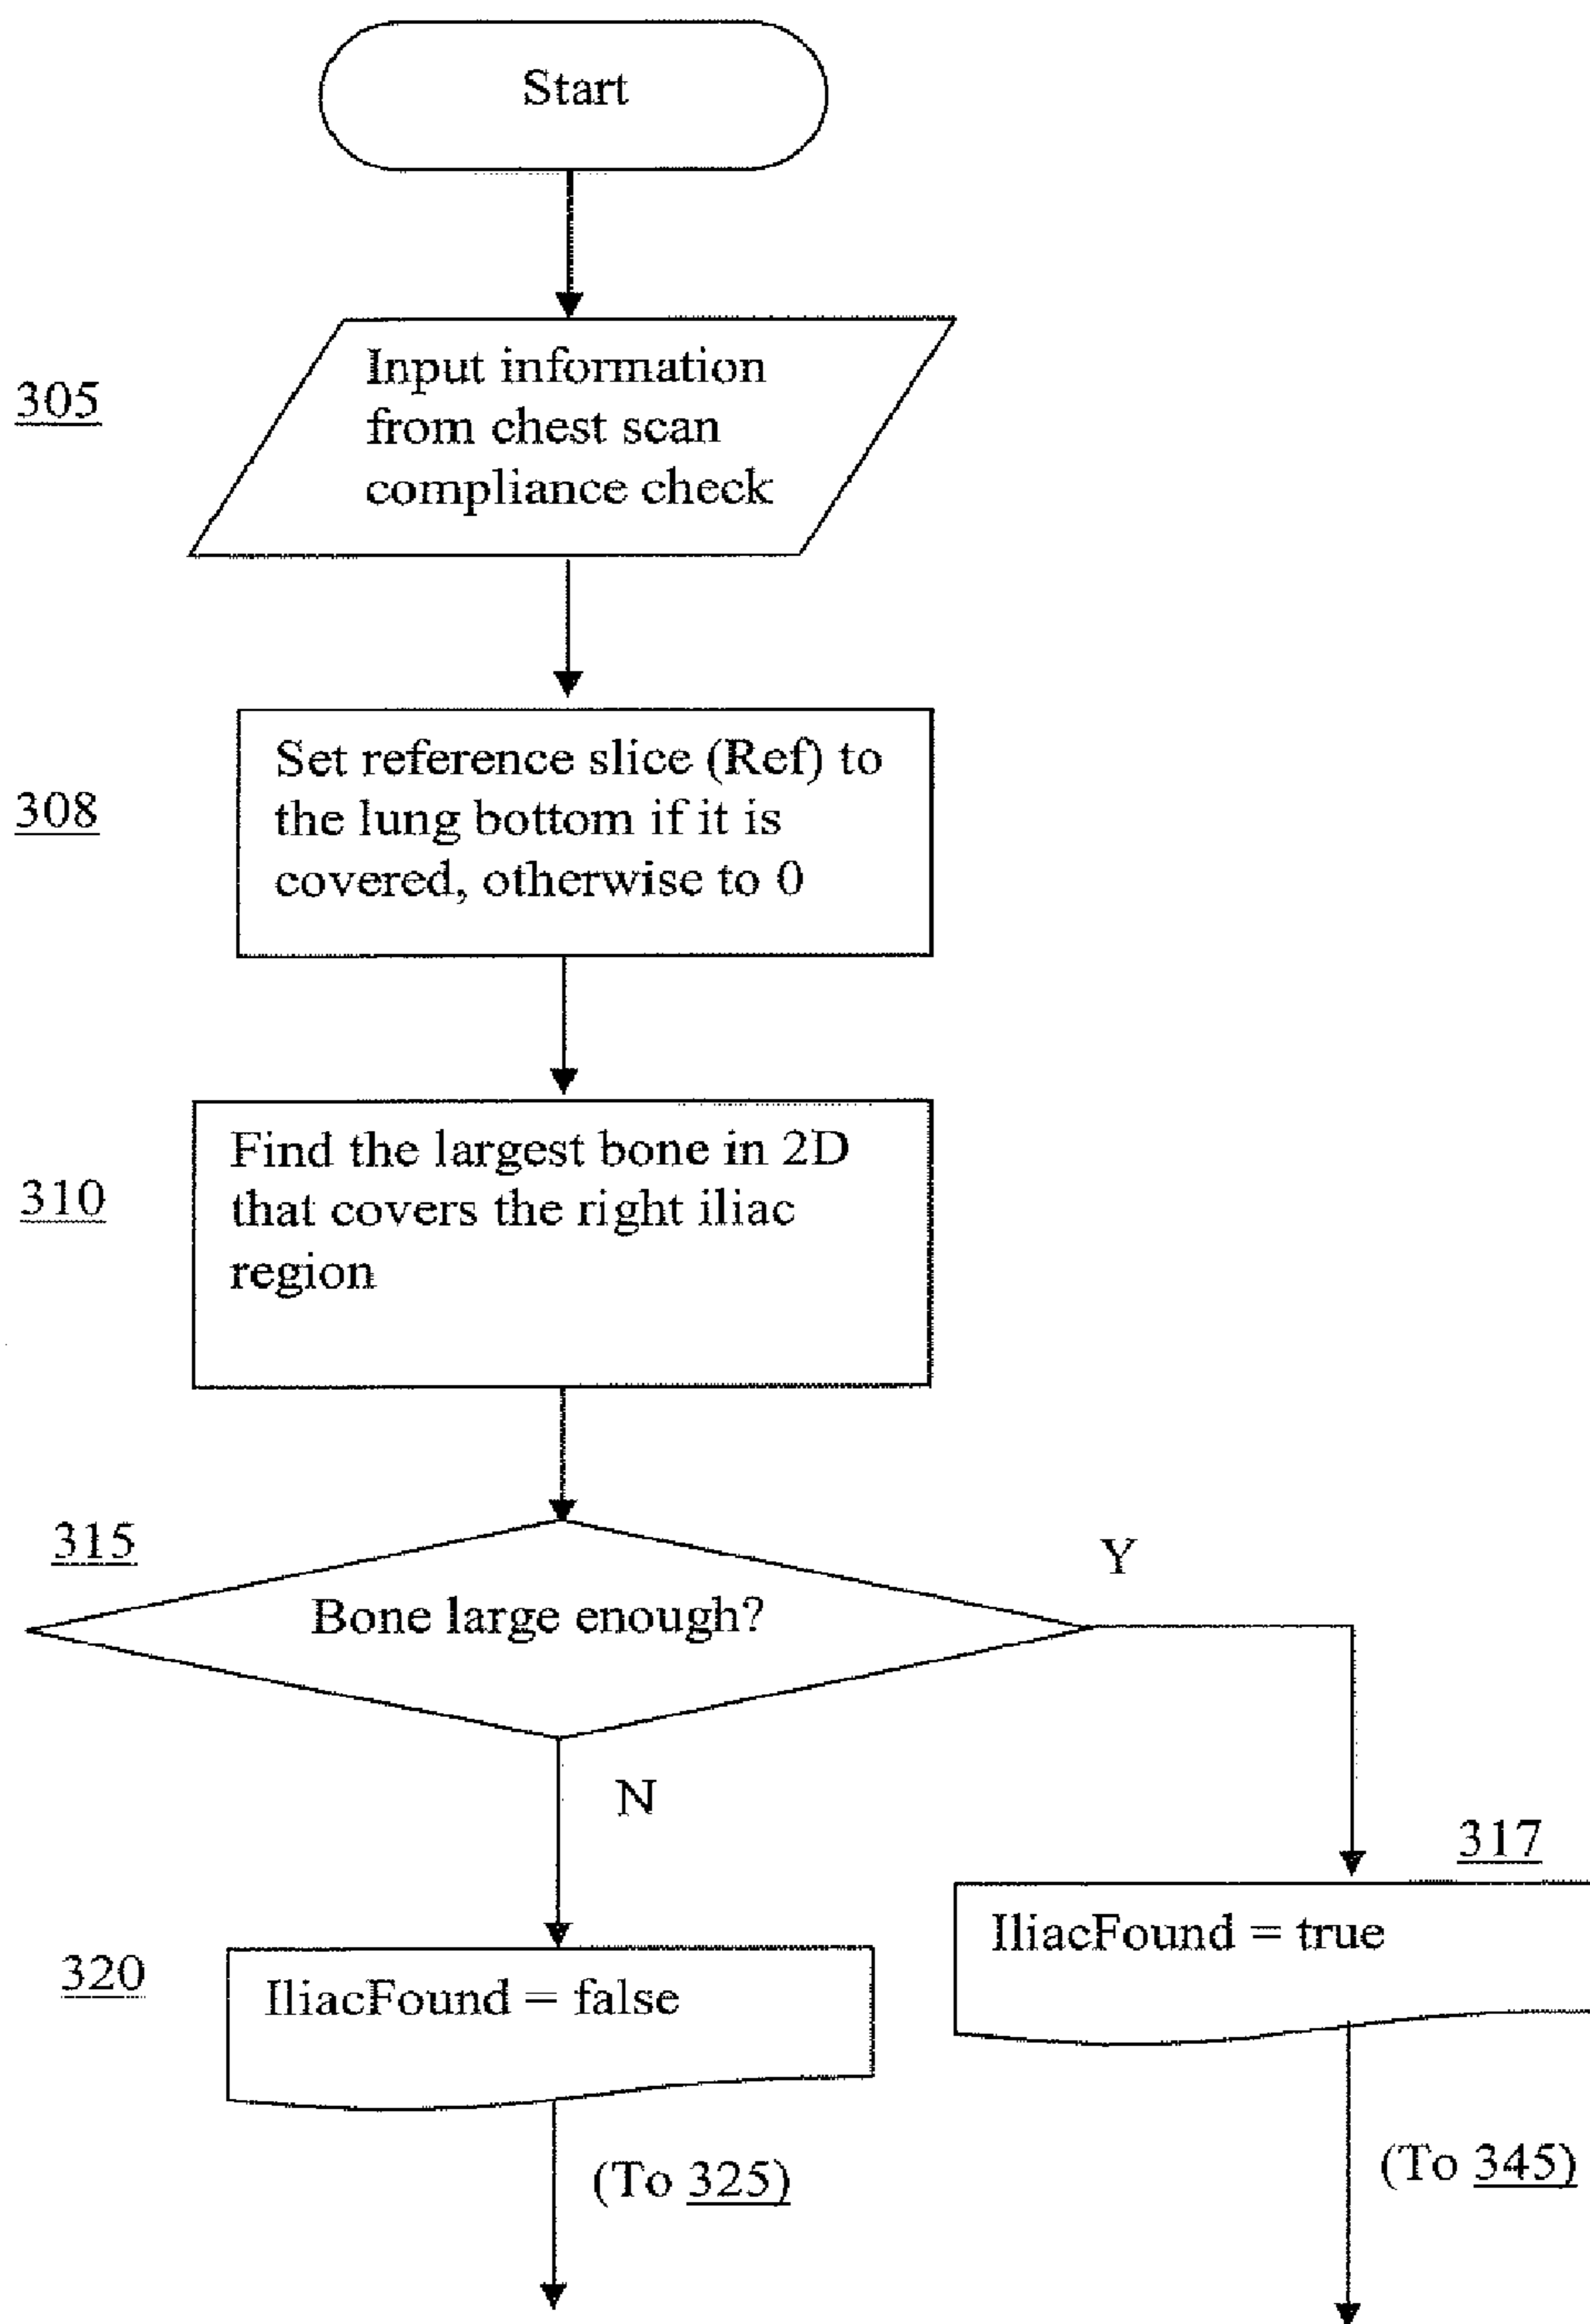 Start
305
Input information
from chest scan
compliance check
308
Set reference slice (Ref) to
the lung bottom if it is
covered, otherwise to 0
310
Find the largest bone in 2D
that covers the right iliac
region
315
Bone large enough?
Y
N
317
IliacFound = true
320
IliacFound = false
(To 325)
(To 345)